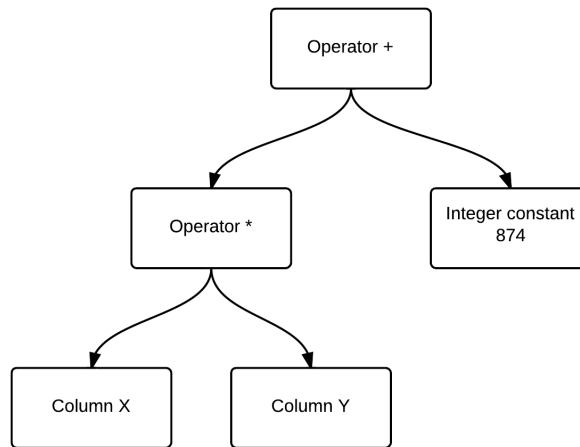 Operator +
Operator *
Integer constant
874
Column X
Column Y